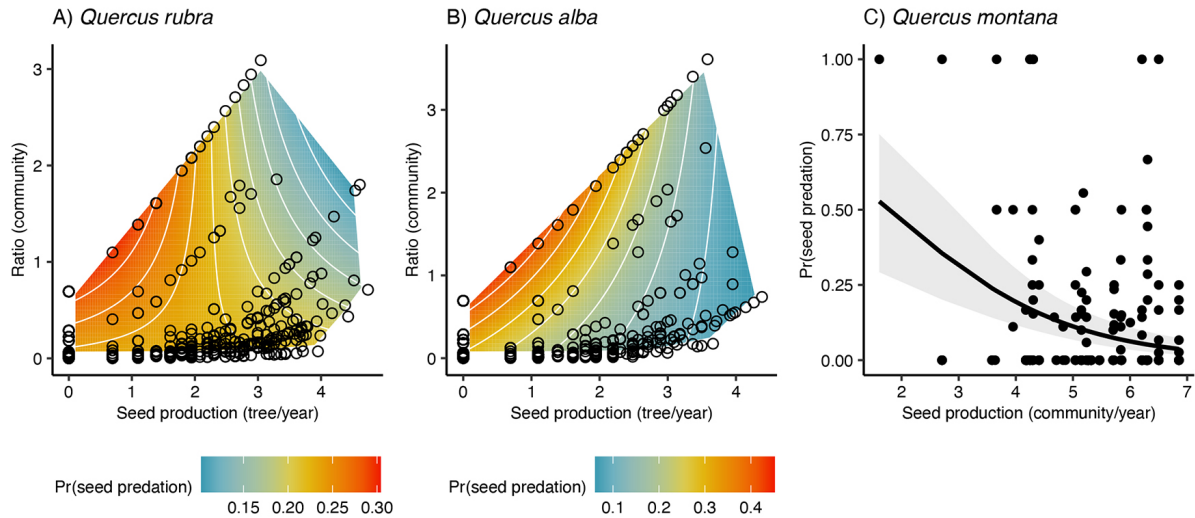 A) Quercus rubra
Ratio (community)
3
2
1
0
0 1 2 3 4
Seed production (tree/year)
Pr(seed predation)
0.15 0.20 0.25 0.30
B) Quercus alba
Ratio (community)
3
2
1
0
0 1 2 3 4
Seed production (tree/year)
Pr(seed predation)
0.1 0.2 0.3 0.4
C) Quercus montana
Pr(seed predation)
1.00
0.75
0.50
0.25
0.00
2 3 4 5 6 7
Seed production (community/year)